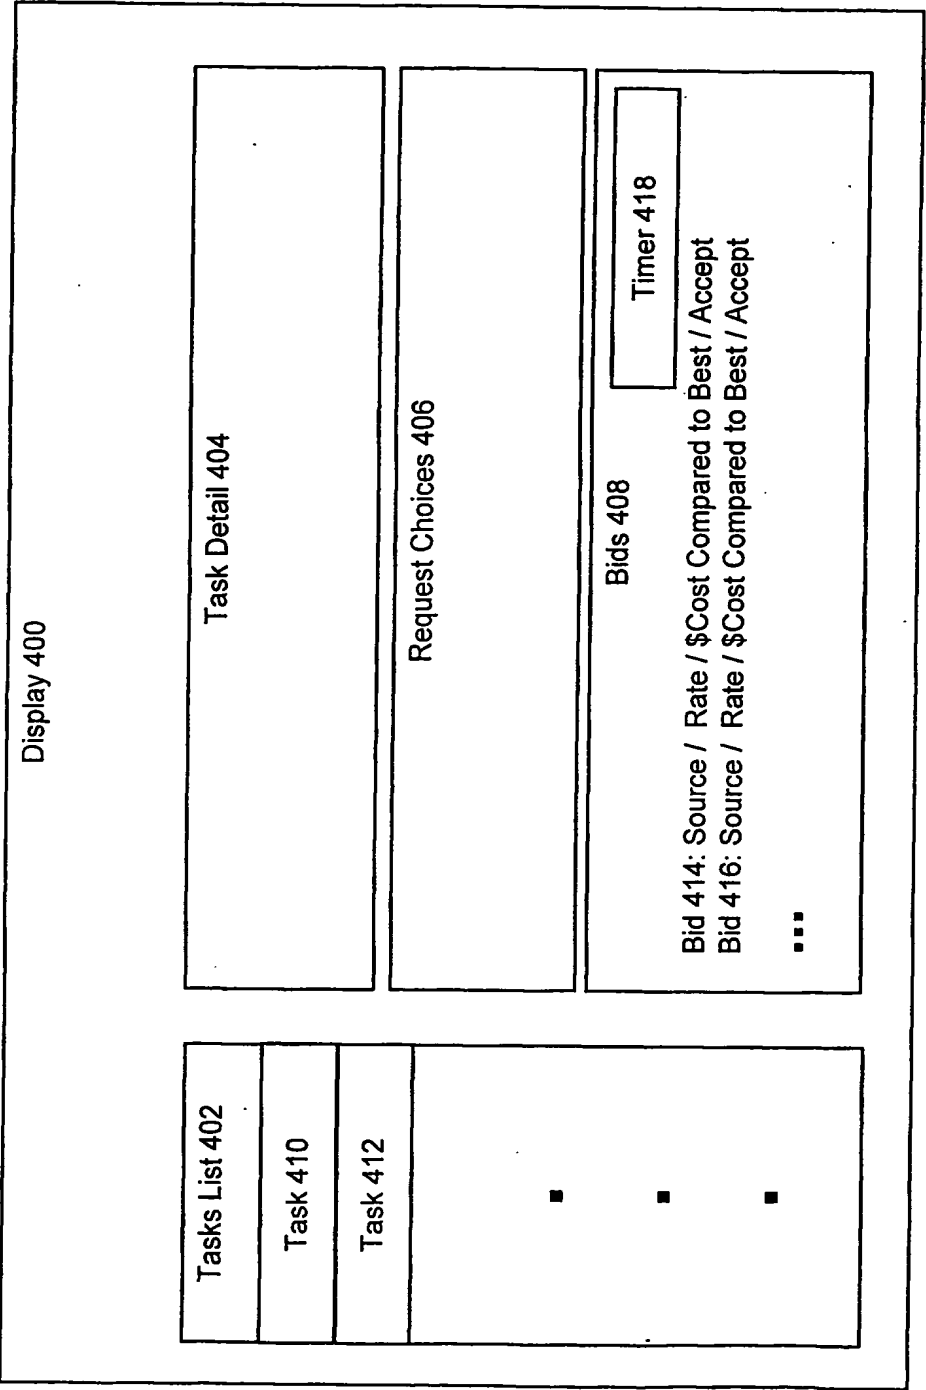 Display 400
Tasks List 402
Task 410
Task 412
Task Detail 404
Request Choices 406
Bids 408
Timer 418
Bid 414: Source / Rate / $Cost Compared to Best / Accept
Bid 416: Source / Rate / $Cost Compared to Best / Accept